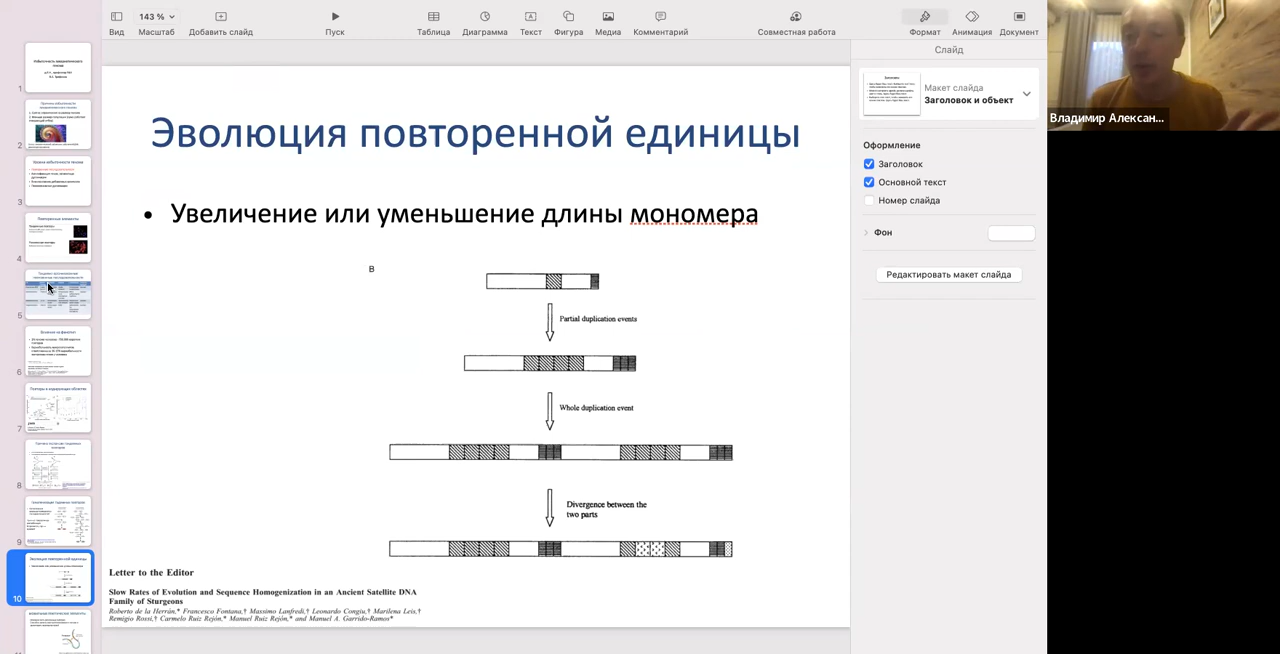 143 %
Вид
Масштаб
Добавить слайд
Пуск
Таблица
Диаграмма
Текст
Фигура
Медиа
Комментарий
Совместная работа
Формат
Анимация
Документ
Слайд
Макет слайда
Заголовок и объект
Оформление
Заголовок
Основной текст
Номер слайда
Фон
Редактировать макет слайда
Владимир Алексан...
1
2
3
4
5
6
7
8
9
10
Эволюция повторенной единицы
• Увеличение или уменьшение длины мономера
B
Partial duplication events
Whole duplication event
Divergence between the
two parts
Letter to the Editor
Slow Rates of Evolution and Sequence Homogenization in an Ancient Satellite DNA
Family of Sturgeons
Roberto de la Herrán,* Francesco Fontana,† Massimo Lanfredi,† Leonardo Congiu,† Marilena Leis,†
Remigio Rossi,† Carmelo Ruiz Rejón,* Manuel Ruiz Rejón,* and Manuel A. Garrido-Ramos*